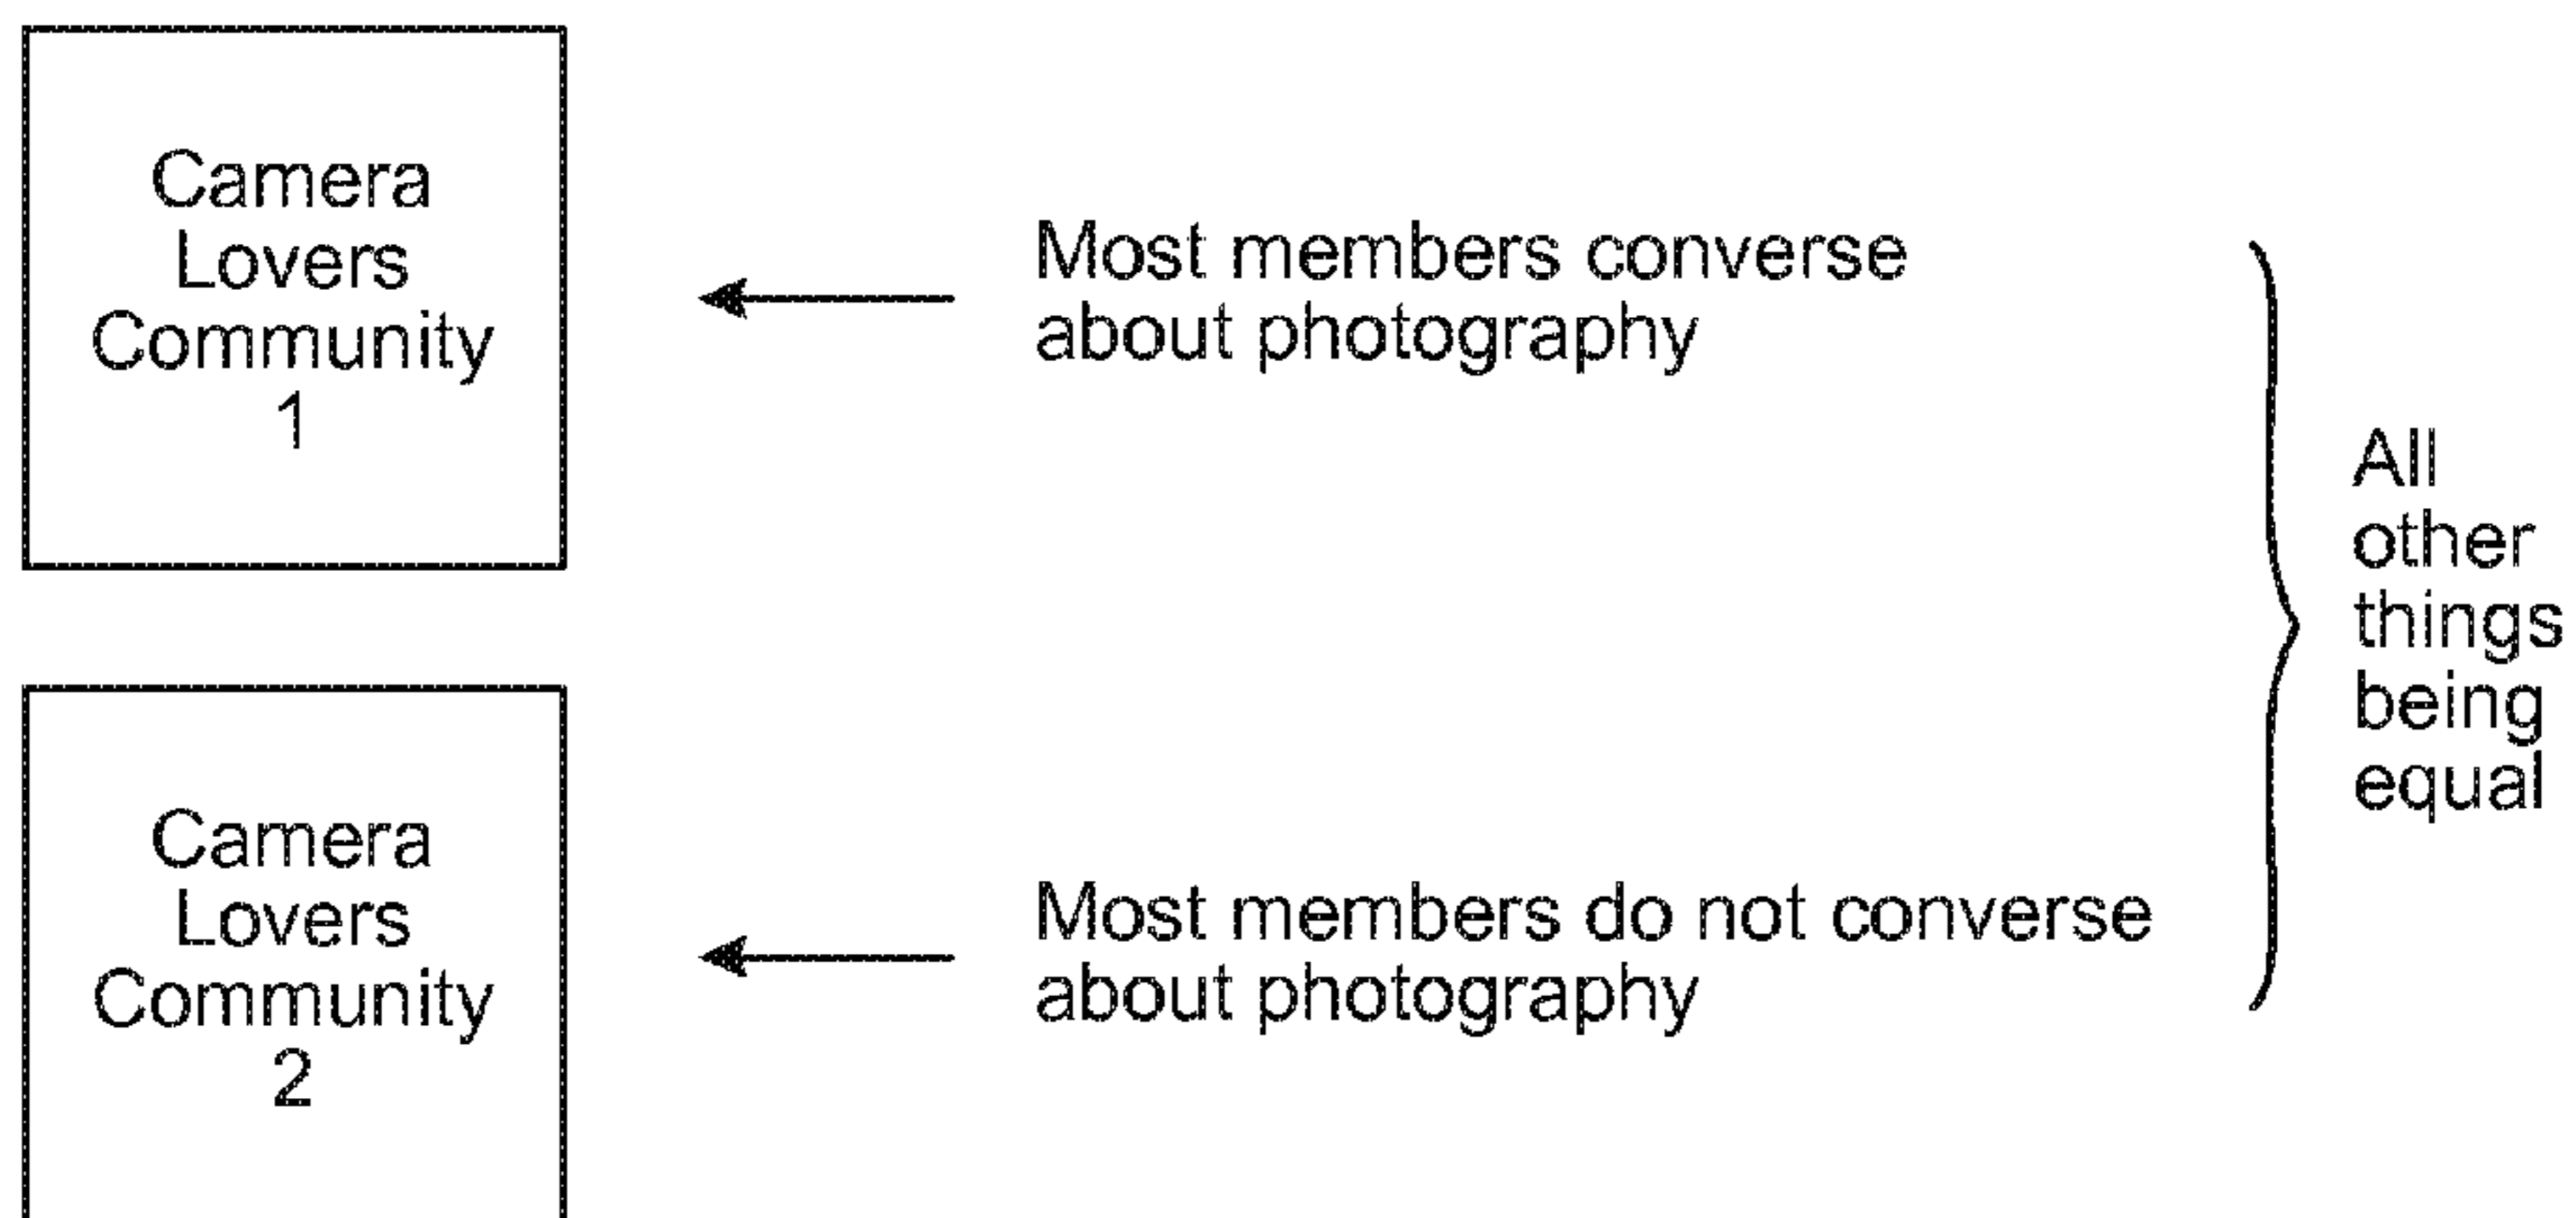 Camera
Lovers
Community
1
Most members converse
about photography
Camera
Lovers
Community
2
Most members do not converse
about photography
All
other
things
being
equal